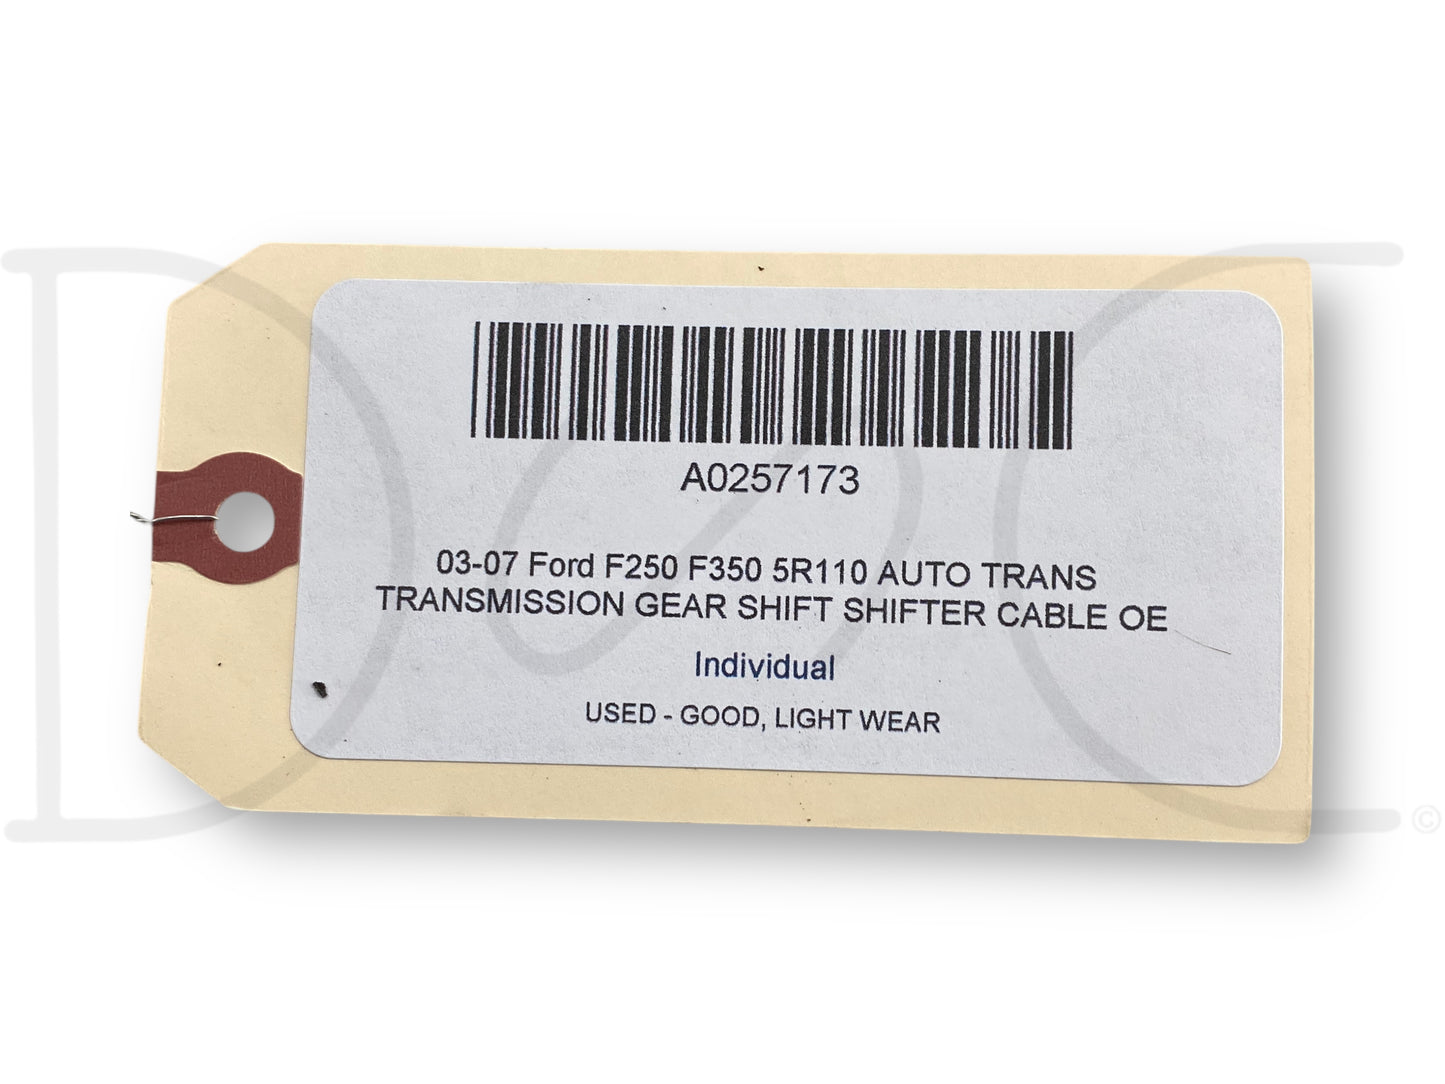 A0257173
03-07 Ford F250 F350 5R110 AUTO TRANS
TRANSMISSION GEAR SHIFT SHIFTER CABLE OE
Individual
USED - GOOD, LIGHT WEAR
©